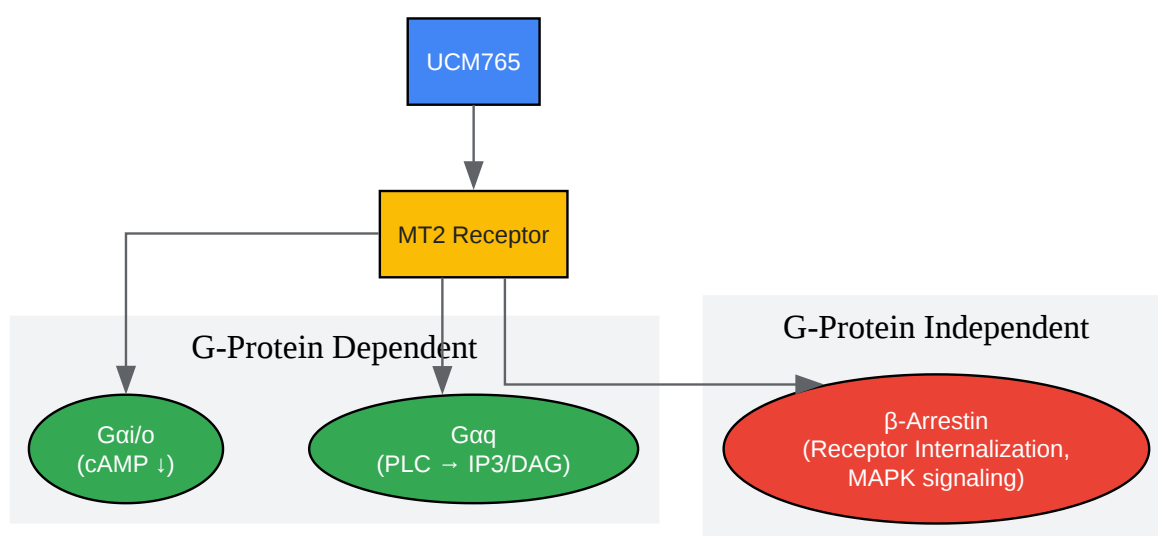 UCM765
MT2 Receptor
G-Protein Dependent
G-Protein Independent
Gαi/o
(cAMP ↓)
Gαq
(PLC → IP3/DAG)
β-Arrestin
(Receptor Internalization,
MAPK signaling)